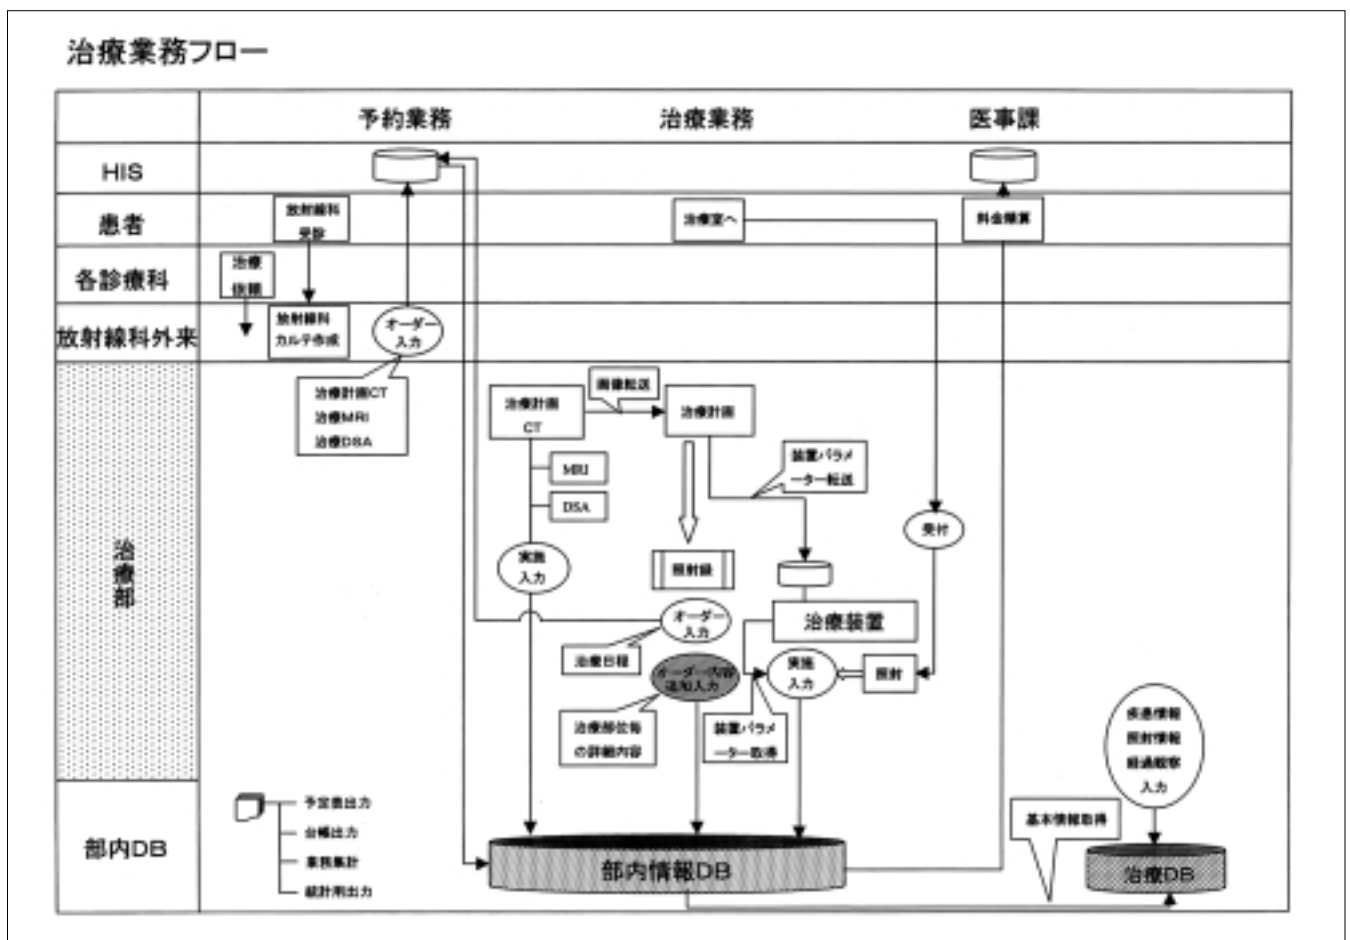 治療業務フロー
予約業務
治療業務
医事課
HIS
患者
放射線科
受診
治療室へ
料金精算
各診療科
治療
依頼
放射線科外来
放射線科
カルテ作成
オーダー
入力
治療計画CT
治療MRI
治療DSA
治療部
治療計画
CT
画像転送
治療計画
MRI
DSA
装置パラメ
ーター転送
実施
入力
照射録
受付
オーダー
入力
治療装置
治療日程
オーダー内容
追加入力
実施
入力
照射
治療部位毎
の詳細内容
装置パラメ
ーター取得
疾患情報
照射情報
経過観察
入力
部内DB
予定表出力
台帳出力
業務集計
統計用出力
部内情報DB
基本情報取得
治療DB